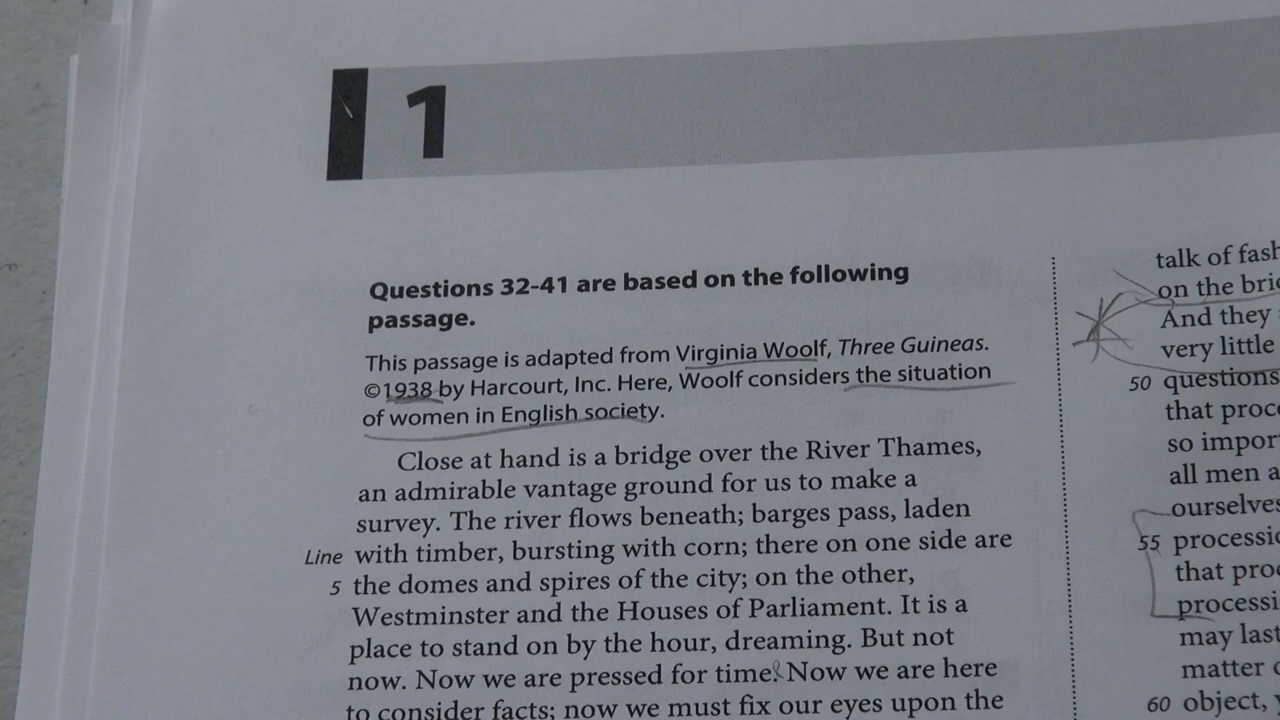 1
Questions 32-41 are based on the following
passage.
This passage is adapted from Virginia Woolf, Three Guineas.
©1938 by Harcourt, Inc. Here, Woolf considers the situation
of women in English society.
Close at hand is a bridge over the River Thames,
an admirable vantage ground for us to make a
survey. The river flows beneath; barges pass, laden
Line with timber, bursting with corn; there on one side are
5 the domes and spires of the city; on the other,
Westminster and the Houses of Parliament. It is a
place to stand on by the hour, dreaming. But not
now. Now we are pressed for time. Now we are here
to consider facts; now we must fix our eyes upon the
talk of
on the
And they
very little
50 questions
that
so
all men
ourselves
55
that
may last
matter
60 object,